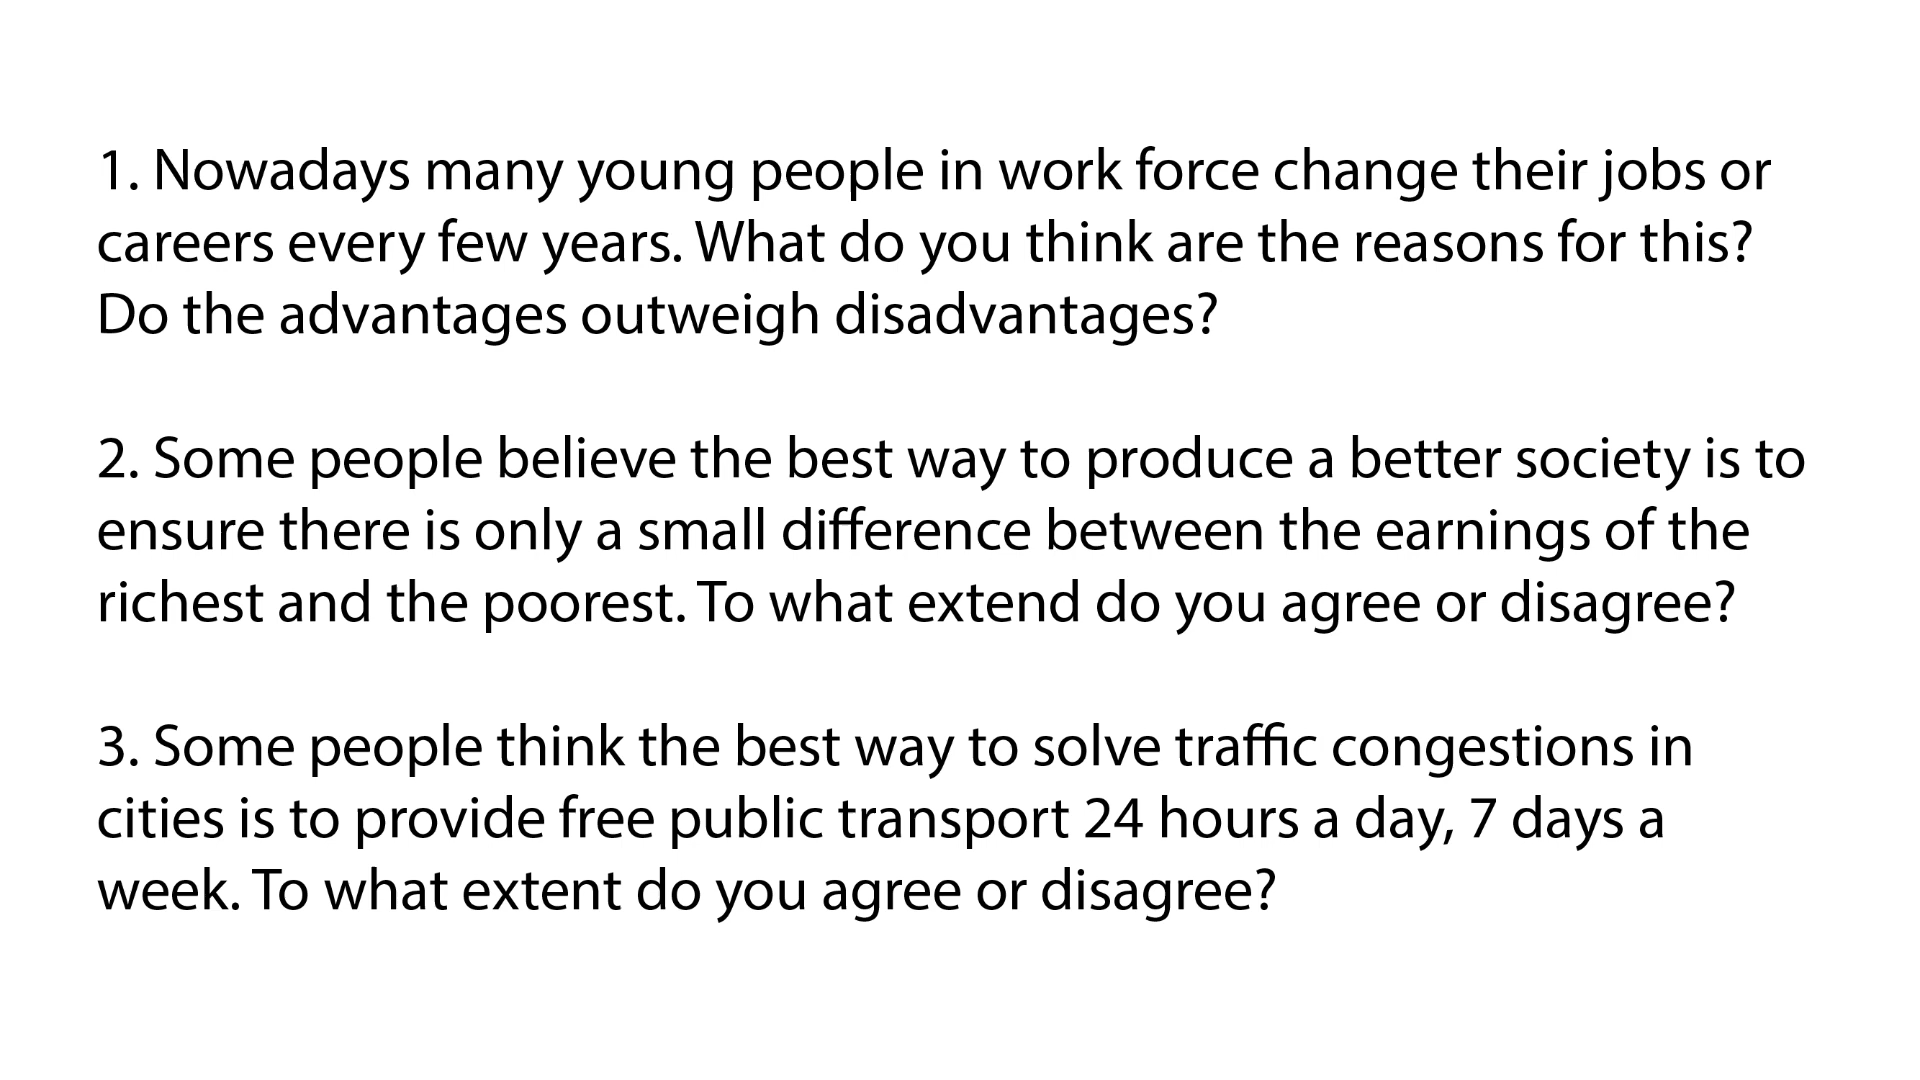 1. Nowadays many young people in work force change their jobs or
careers every few years. What do you think are the reasons for this?
Do the advantages outweigh disadvantages?
2. Some people believe the best way to produce a better society is to
ensure there is only a small difference between the earnings of the
richest and the poorest. To what extend do you agree or disagree?
3. Some people think the best way to solve traffic congestions in
cities is to provide free public transport 24 hours a day, 7 days a
week. To what extent do you agree or disagree?